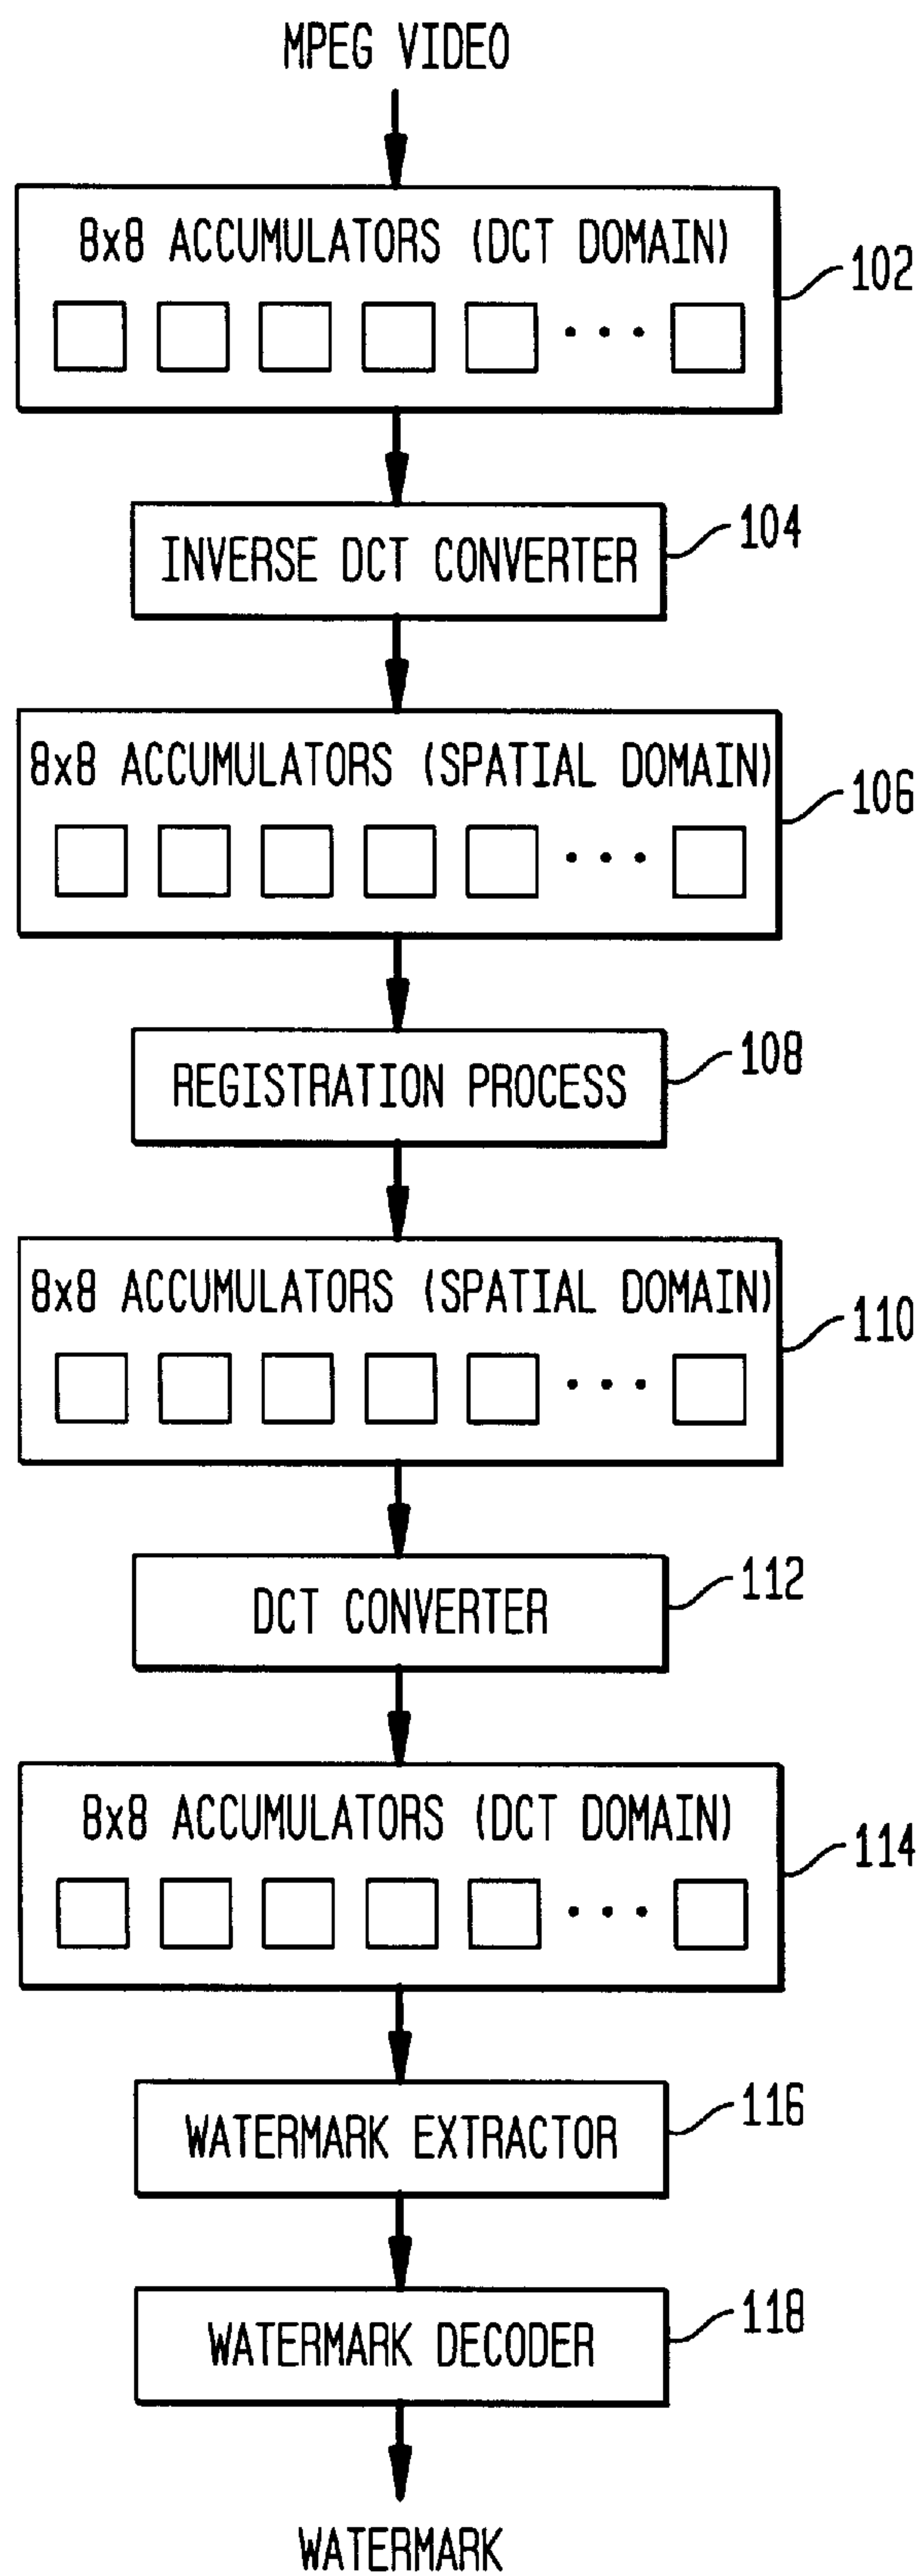 MPEG VIDEO
8x8 ACCUMULATORS (DCT DOMAIN)
102
INVERSE DCT CONVERTER
104
8x8 ACCUMULATORS (SPATIAL DOMAIN)
106
REGISTRATION PROCESS
108
8x8 ACCUMULATORS (SPATIAL DOMAIN)
110
DCT CONVERTER
112
8x8 ACCUMULATORS (DCT DOMAIN)
114
WATERMARK EXTRACTOR
116
WATERMARK DECODER
118
WATERMARK